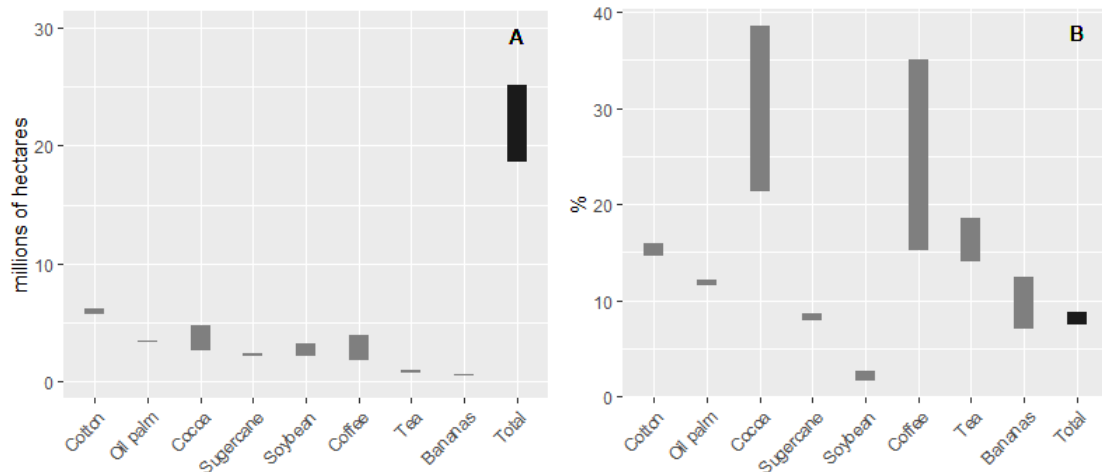 A
30
20
10
0
millions of hectares
Cotton
Oil palm
Cocoa
Sugercane
Soybean
Coffee
Tea
Bananas
Total
B
40
30
20
10
0
%
Cotton
Oil palm
Cocoa
Sugercane
Soybean
Coffee
Tea
Bananas
Total